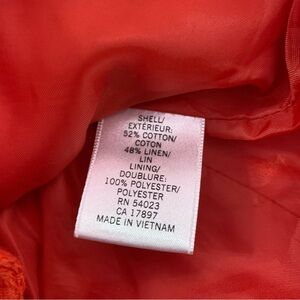 SHELL/
EXTÉRIEUR:
52% COTTON/
COTON
48% LINEN/
LIN
LINING/
DOUBLURE:
100% POLYESTER/
POLYESTER
RN 54023
CA 17897
MADE IN VIETNAM